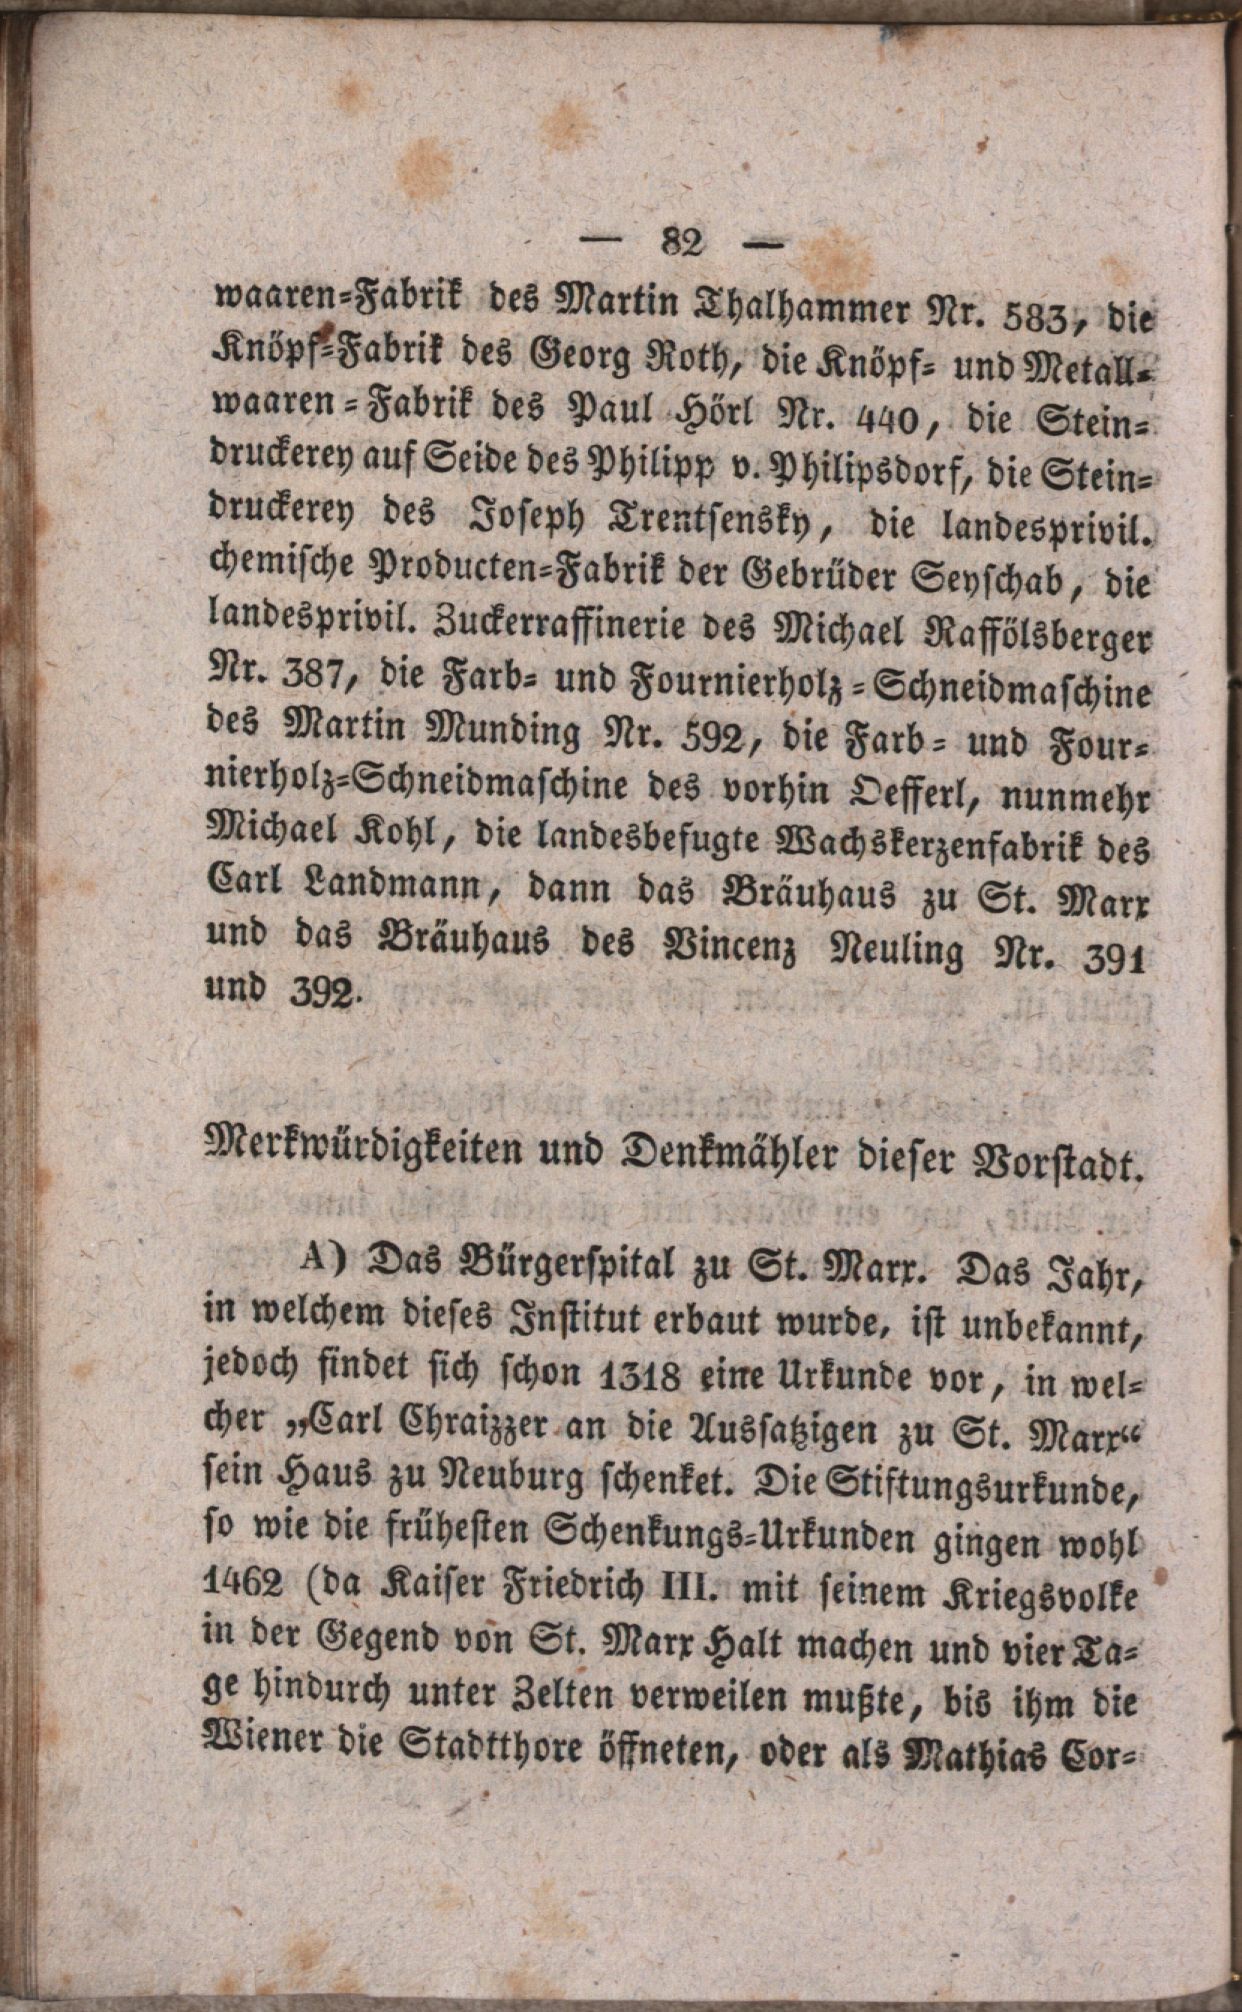 — 82 —
waaren-Fabrik des Martin Thalhammer Nr. 583, die
Knöpf-Fabrik des Georg Roth, die Knöpf- und Metall-
waaren-Fabrik des Paul Hörl Nr. 440, die Stein-
druckerey auf Seide des Philipp v. Philipsdorf, die Stein-
druckerey des Joseph Trentsensky, die landesprivil.
chemische Producten-Fabrik der Gebrüder Seyschab, die
landesprivil. Zuckerraffinerie des Michael Raffölsberger
Nr. 387, die Farb- und Fournierholz-Schneidmaschine
des Martin Munding Nr. 592, die Farb- und Four-
nierholz-Schneidmaschine des vorhin Oefferl, nunmehr
Michael Kohl, die landesbefugte Wachskerzenfabrik des
Carl Landmann, dann das Bräuhaus zu St. Marx
und das Bräuhaus des Vincenz Neuling Nr. 391
und 392.
Merkwürdigkeiten und Denkmähler dieser Vorstadt.
A) Das Bürgerspital zu St. Marx. Das Jahr,
in welchem dieses Institut erbaut wurde, ist unbekannt,
jedoch findet sich schon 1318 eine Urkunde vor, in wel-
cher „Carl Chraizzer an die Aussatzigen zu St. Marx“
sein Haus zu Neuburg schenket. Die Stiftungsurkunde,
so wie die frühesten Schenkungs-Urkunden gingen wohl
1462 (da Kaiser Friedrich III. mit seinem Kriegsvolke
in der Gegend von St. Marx Halt machen und vier Ta-
ge hindurch unter Zelten verweilen mußte, bis ihm die
Wiener die Stadtthore öffneten, oder als Mathias Cor-